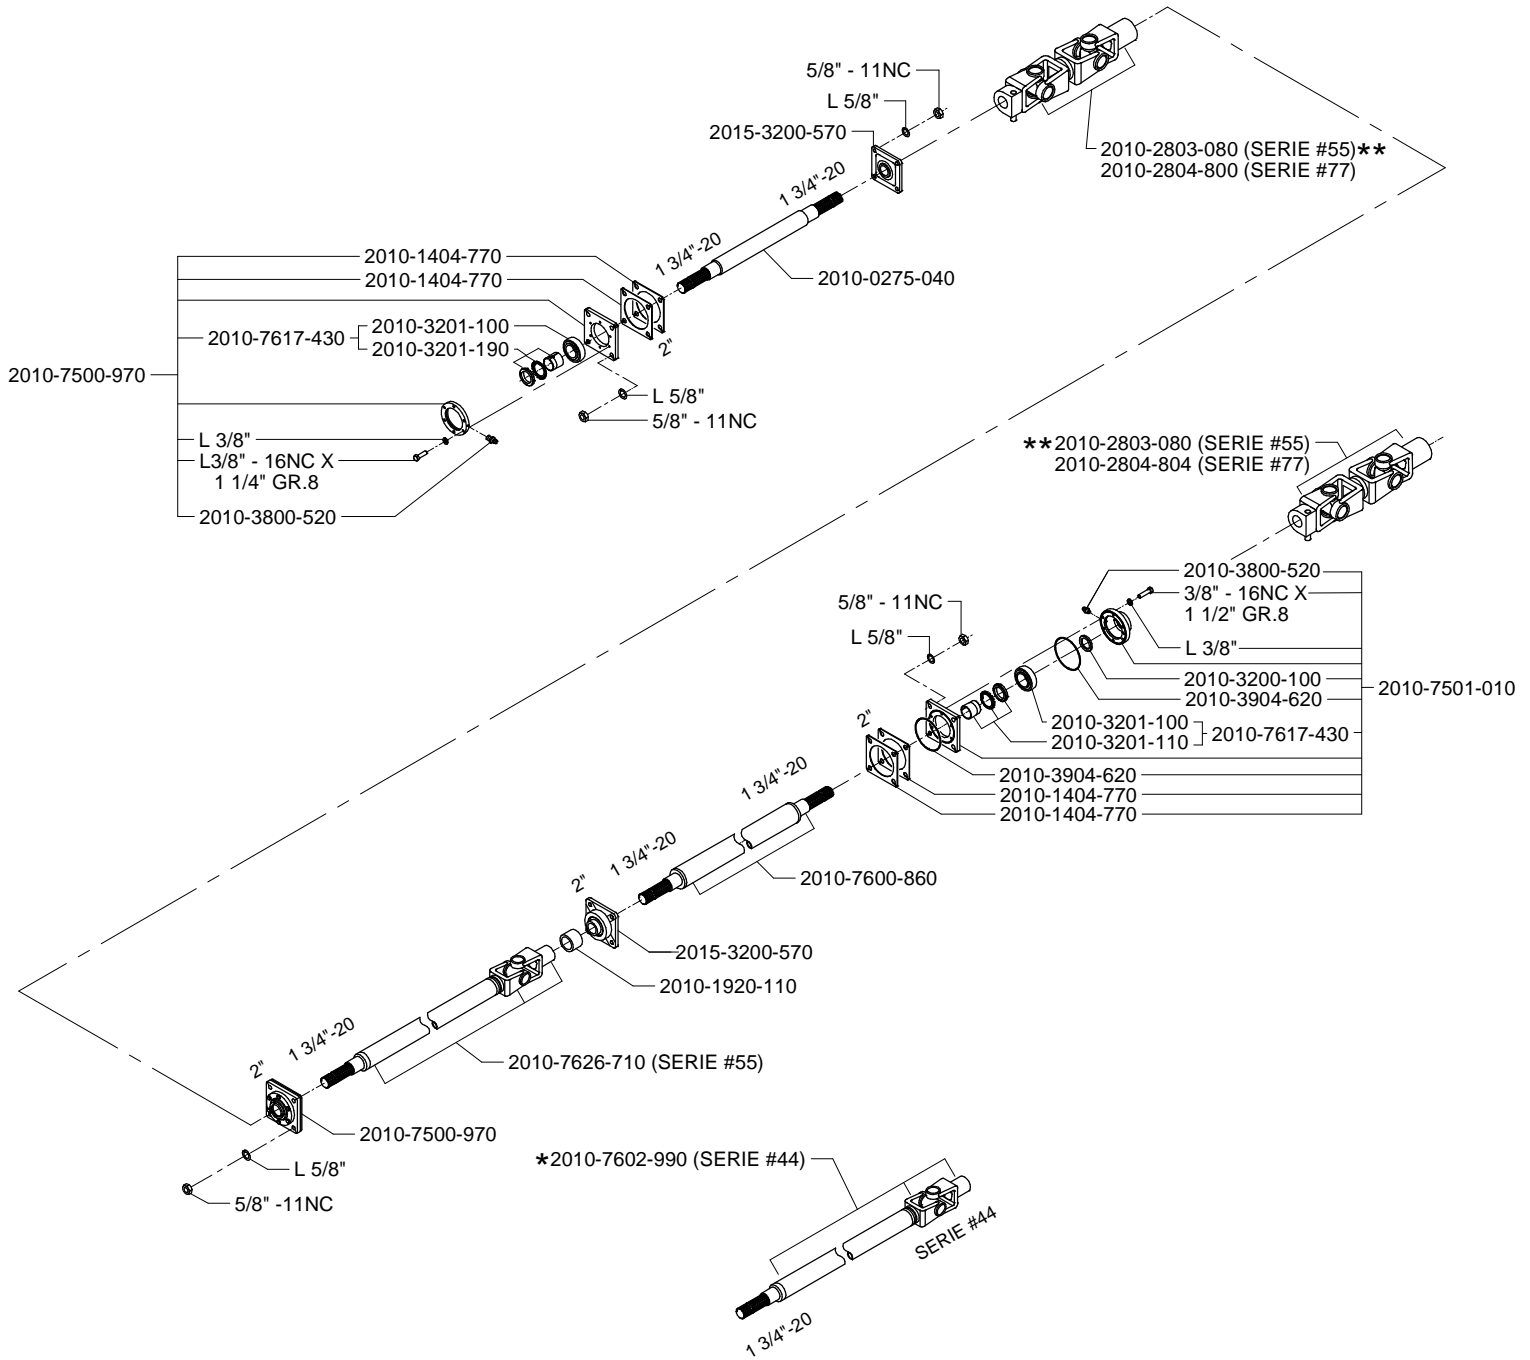 5/8" - 11NC
L 5/8"
2015-3200-570
2010-2803-080 (SERIE #55)**
2010-2804-800 (SERIE #77)
1 3/4"-20
1 3/4"-20
2010-0275-040
2010-1404-770
2010-1404-770
2"
2010-7617-430
2010-3201-100
2010-3201-190
2010-7500-970
L 5/8"
5/8" - 11NC
L 3/8"
L3/8" - 16NC X
1 1/4" GR.8
2010-3800-520
**2010-2803-080 (SERIE #55)
2010-2804-804 (SERIE #77)
2010-3800-520
3/8" - 16NC X
1 1/2" GR.8
L 3/8"
5/8" - 11NC
L 5/8"
2010-3200-100
2010-3904-620
2010-7501-010
2"
2010-3201-100
2010-3201-110
2010-7617-430
2010-3904-620
2010-1404-770
2010-1404-770
1 3/4"-20
1 3/4"-20
2010-7600-860
2"
2015-3200-570
2010-1920-110
1 3/4"-20
2010-7626-710 (SERIE #55)
2"
2010-7500-970
L 5/8"
5/8" -11NC
*2010-7602-990 (SERIE #44)
SERIE #44
1 3/4"-20